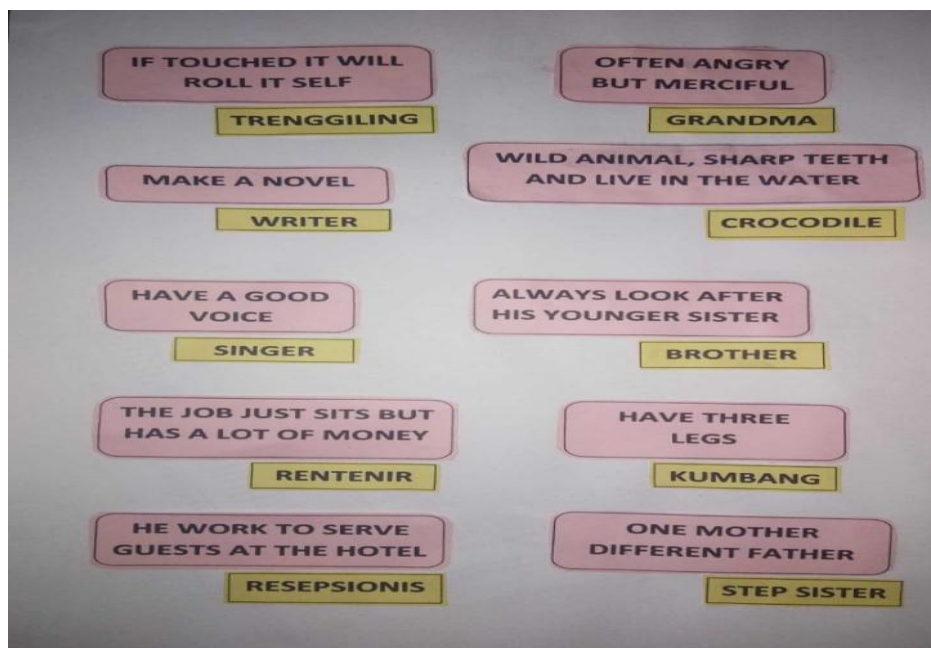 IF TOUCHED IT WILL
ROLL IT SELF
TRENGGILING
OFTEN ANGRY
BUT MERCIFUL
GRANDMA
MAKE A NOVEL
WRITER
WILD ANIMAL, SHARP TEETH
AND LIVE IN THE WATER
CROCODILE
HAVE A GOOD
VOICE
SINGER
ALWAYS LOOK AFTER
HIS YOUNGER SISTER
BROTHER
THE JOB JUST SITS BUT
HAS A LOT OF MONEY
RENTENIR
HAVE THREE
LEGS
KUMBANG
HE WORK TO SERVE
GUESTS AT THE HOTEL
RESEPSIONIS
ONE MOTHER
DIFFERENT FATHER
STEP SISTER